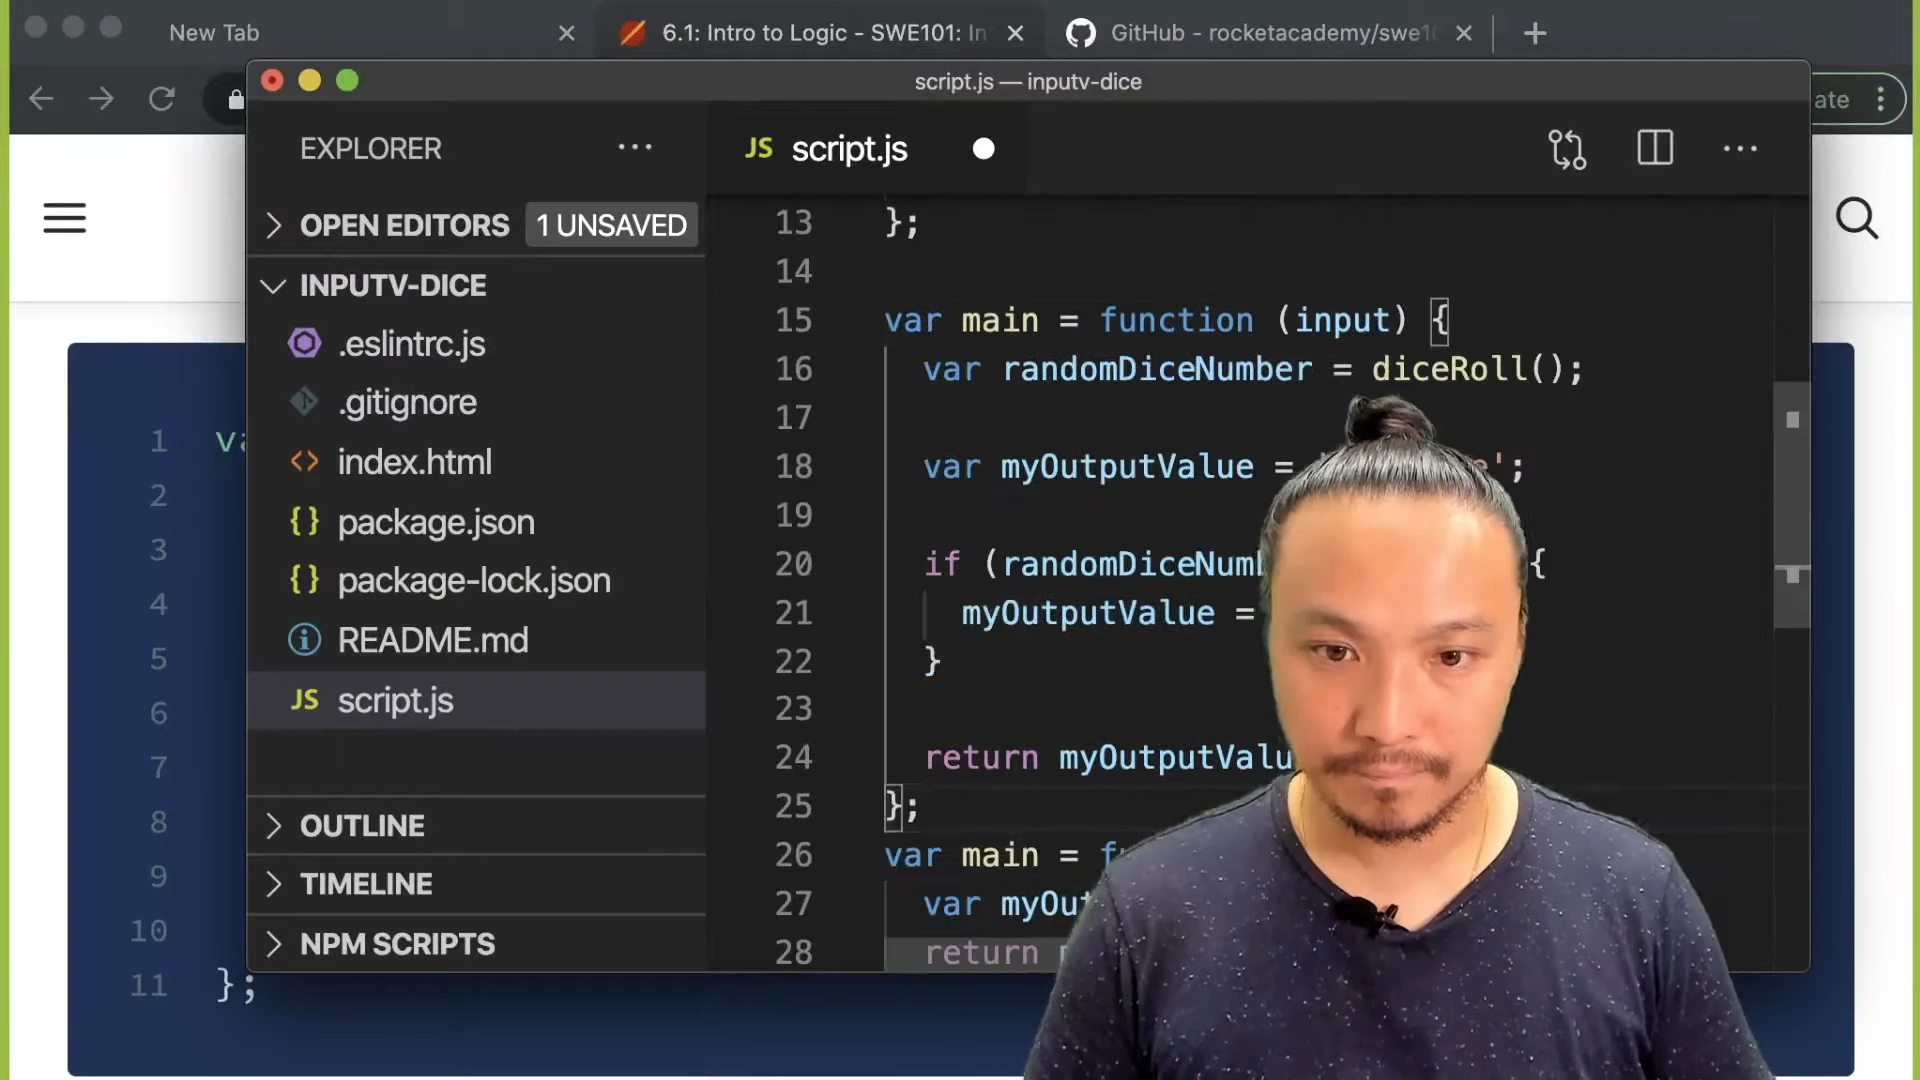 New Tab
6.1: Intro to Logic - SWE101: In
GitHub - rocketacademy/swe10
script.js — inputv-dice
ate
EXPLORER
JS script.js
OPEN EDITORS 1 UNSAVED
INPUTV-DICE
.eslintrc.js
.gitignore
index.html
package.json
package-lock.json
README.md
JS script.js
OUTLINE
TIMELINE
NPM SCRIPTS
13 };
14
15 var main = function (input) {
16 var randomDiceNumber = diceRoll();
17
18 var myOutputValue = ';
19
20 if ( {
21 myOutputValue =
22 }
23
24 return
25 };
26 var main =
27 var
28 return
1
2
3
4
5
6
7
8
9
10
11 };